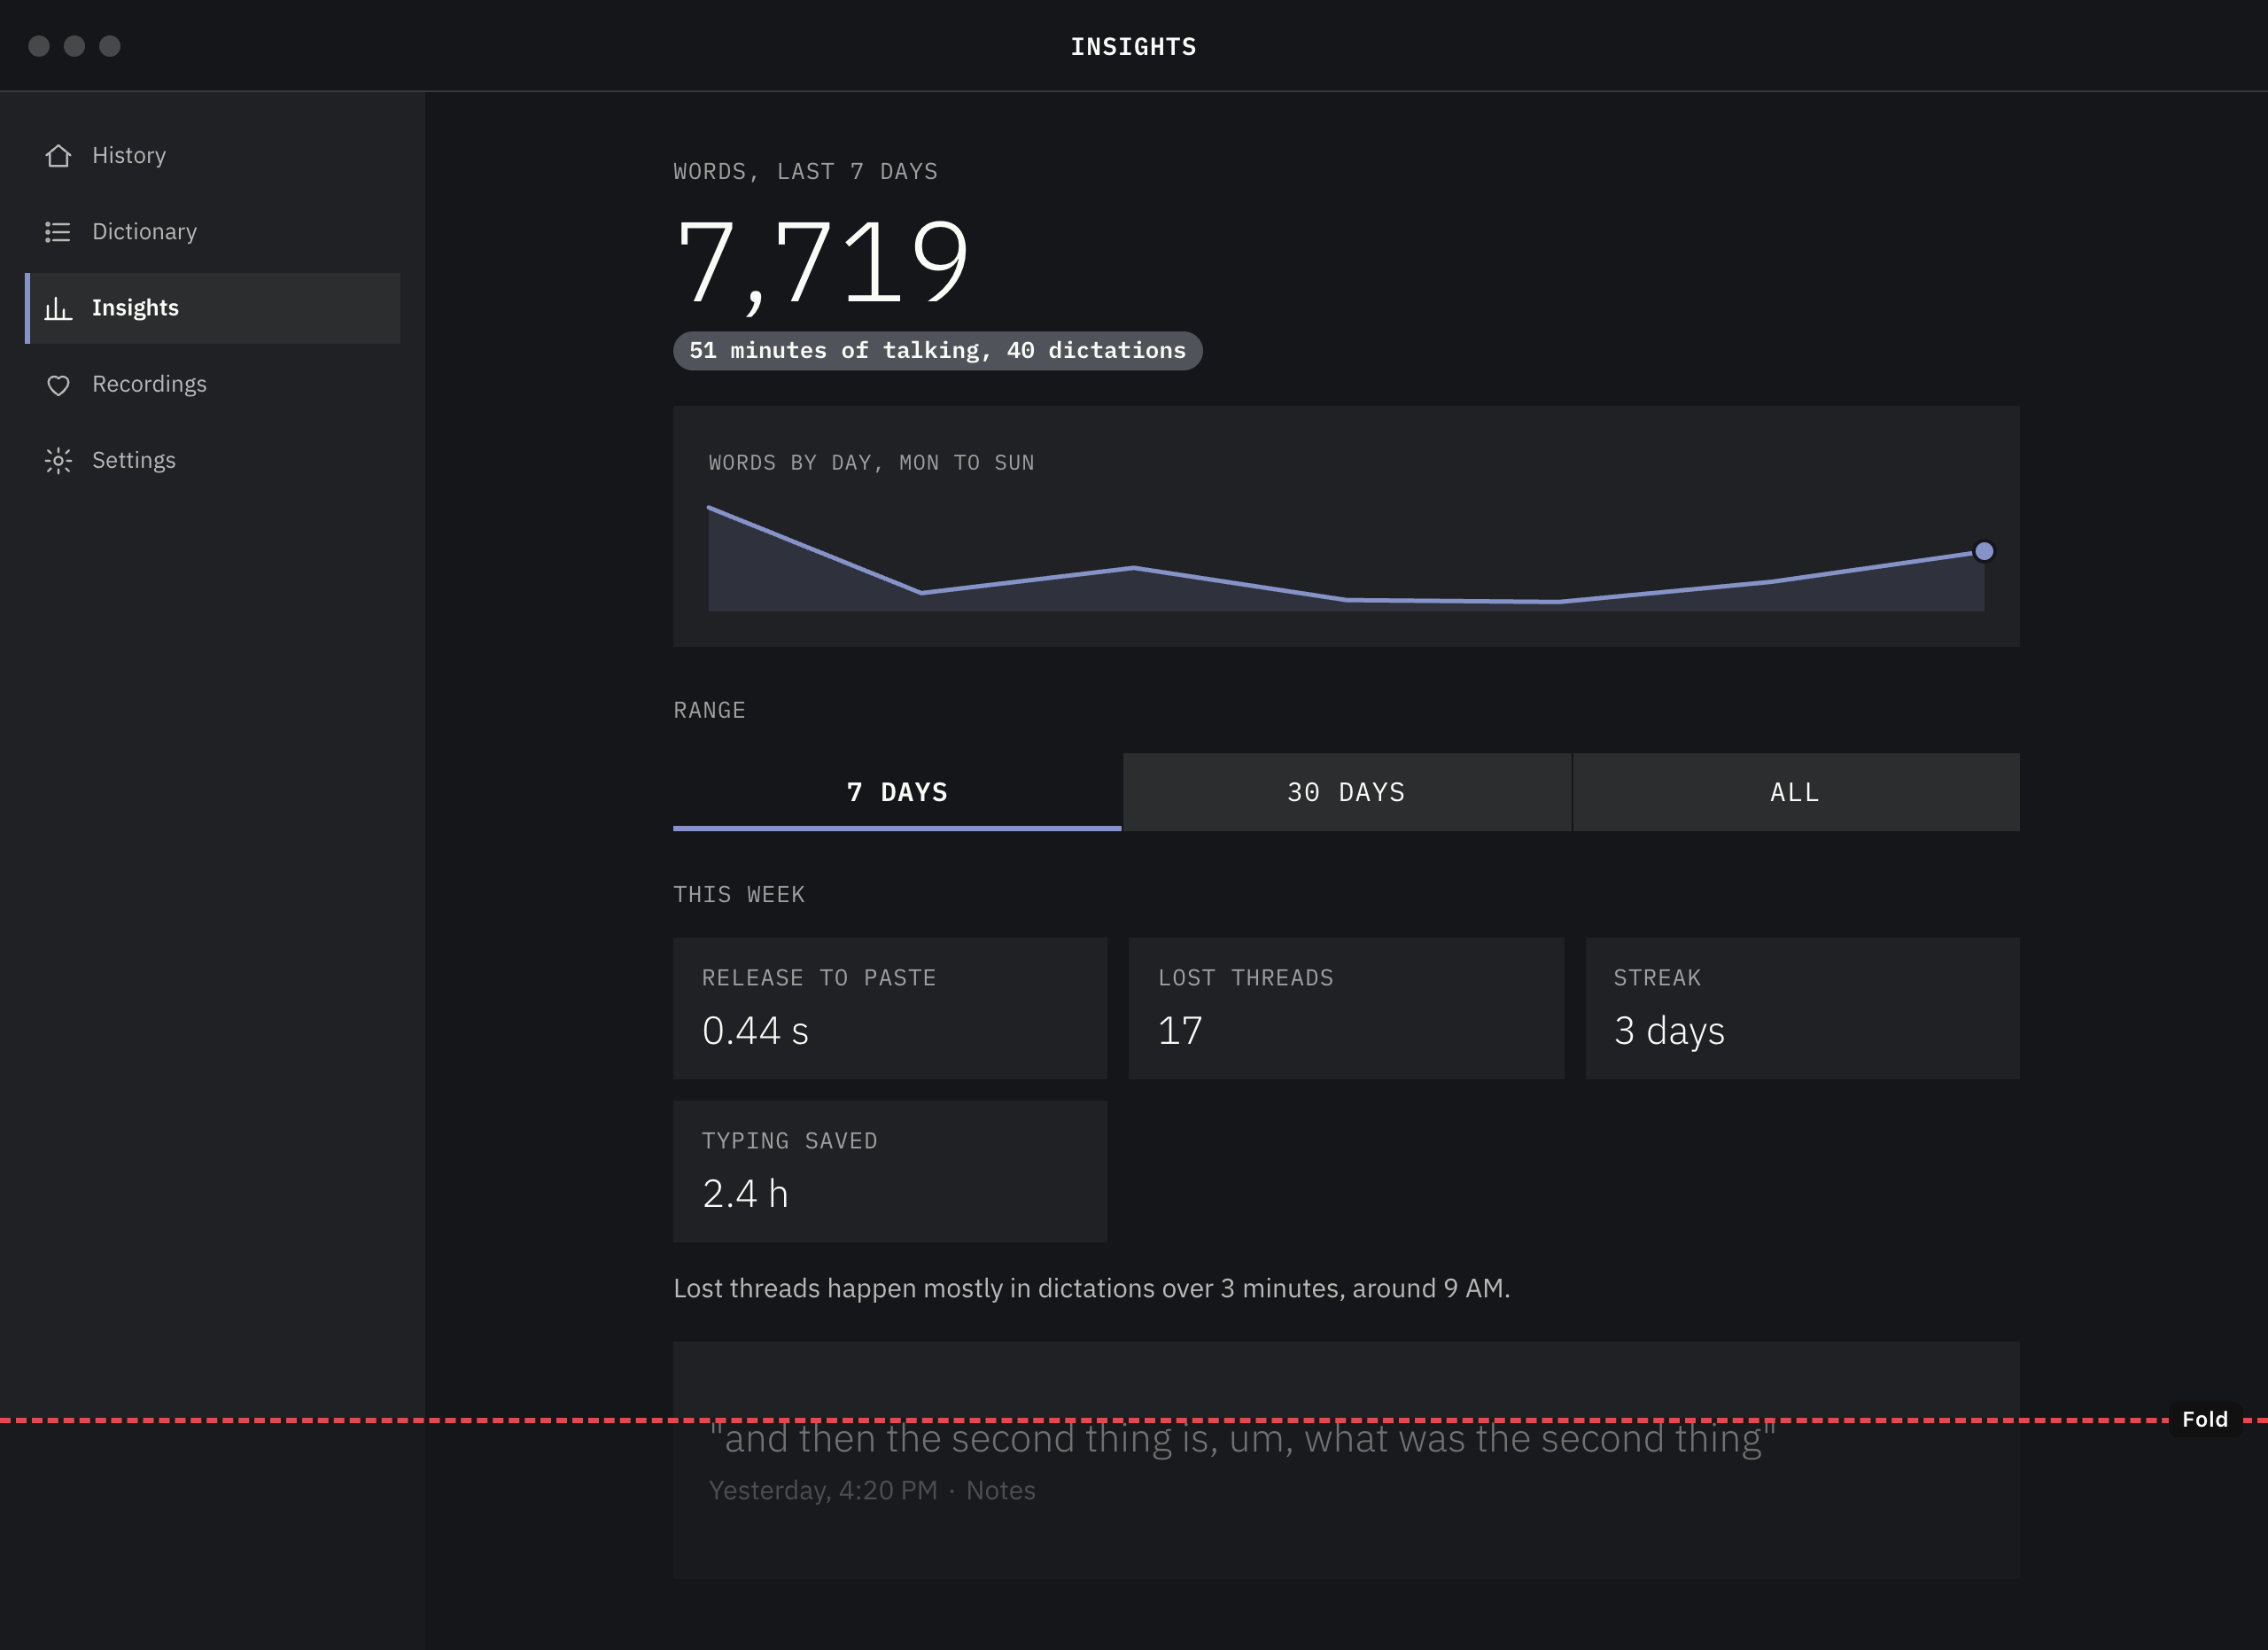 INSIGHTS
History
Dictionary
Insights
Recordings
Settings
WORDS, LAST 7 DAYS
7,719
51 minutes of talking, 40 dictations
WORDS BY DAY, MON TO SUN
RANGE
7 DAYS
30 DAYS
ALL
THIS WEEK
RELEASE TO PASTE
0.44 s
LOST THREADS
17
STREAK
3 days
TYPING SAVED
2.4 h
Lost threads happen mostly in dictations over 3 minutes, around 9 AM.
Fold
"and then the second thing is, um, what was the second thing"
Yesterday, 4:20 PM · Notes